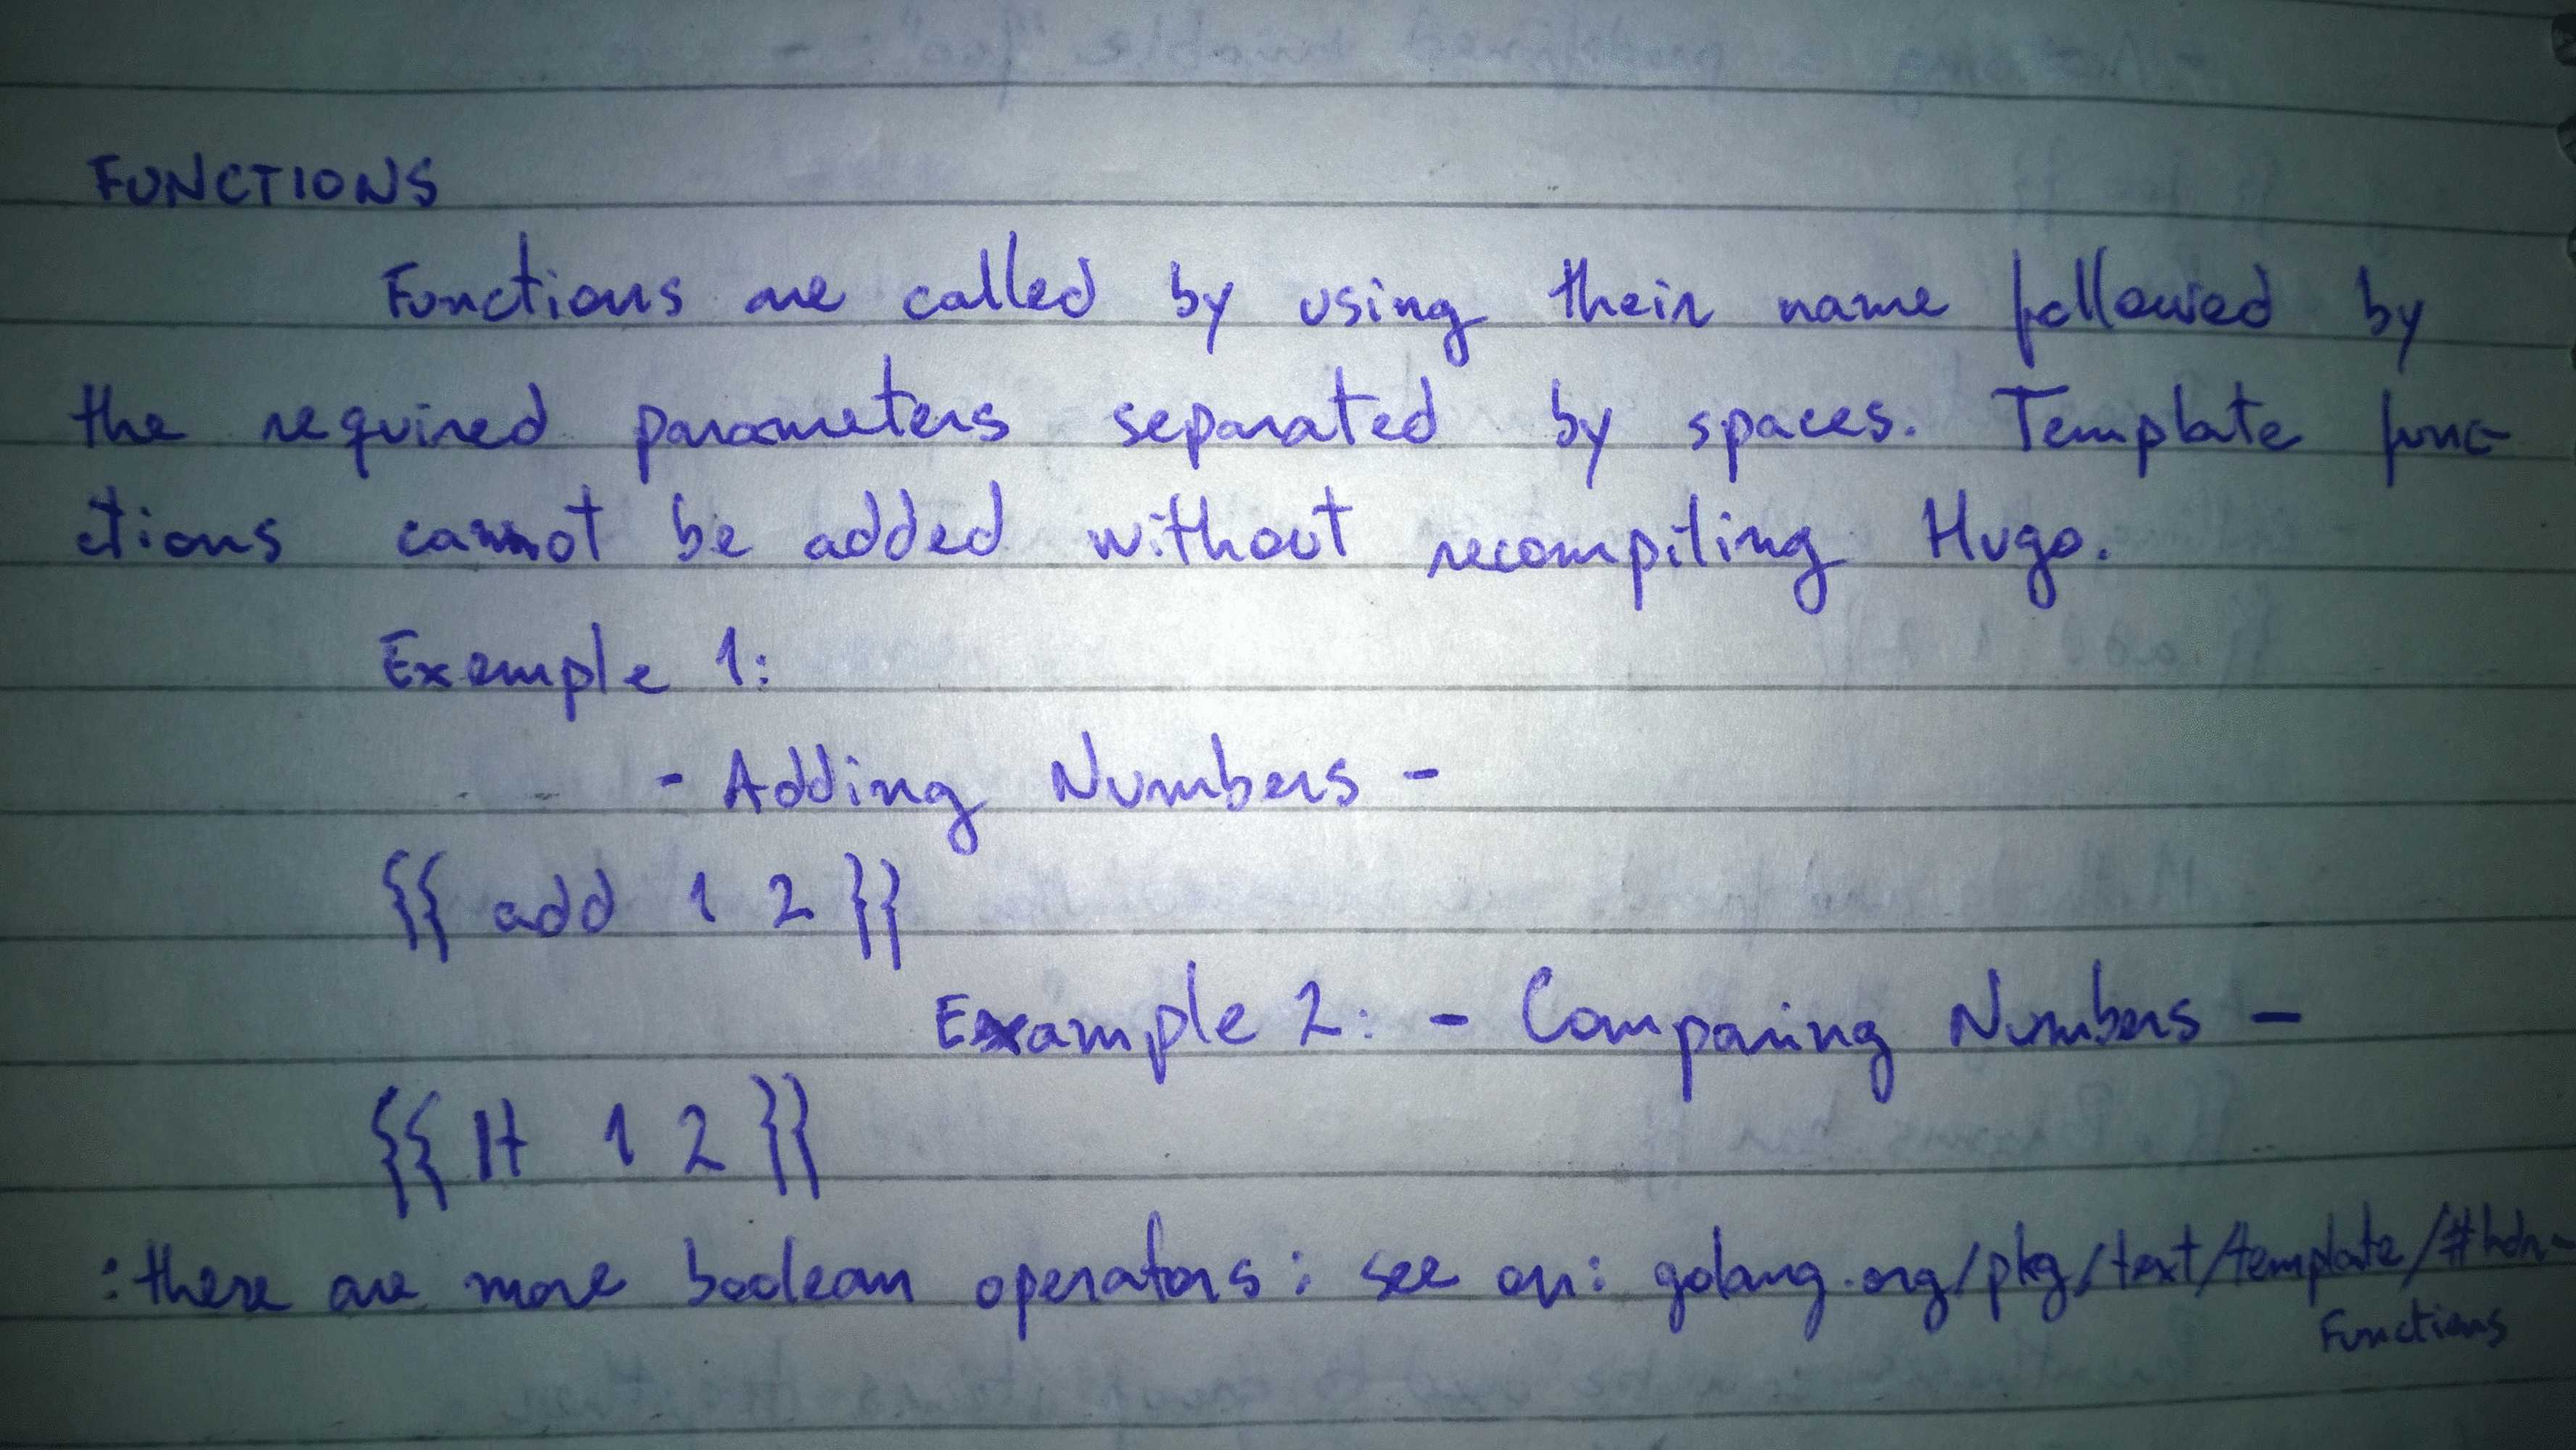 FUNCTIONS
Functions are called by using their name followed by
the required parameters separated by spaces. Template func-
ctions cannot be added without recompiling Hugo.
Example 1:
- Adding Numbers -
{{ add 1 2 }}
Example 2: - Comparing Numbers -
{{ lt 1 2 }}
: there are more boolean operators; see on: golang.org/pkg/text/template/#hdr-
Functions